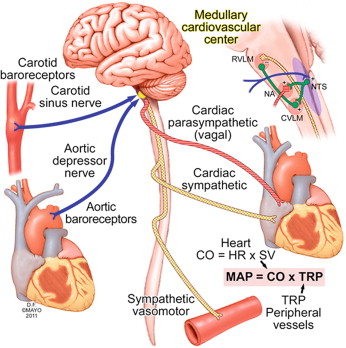 Medullary
cardiovascular
center
Carotid
baroreceptors
Carotid
sinus nerve
RVLM
NTS
NA
CVLM
Cardiac
parasympathetic
(vagal)
Aortic
depressor
nerve
Cardiac
sympathetic
Aortic
baroreceptors
Heart
CO = HR x SV
MAP = CO x TRP
TRP
Peripheral
vessels
Sympathetic
vasomotor
D.F.
©MAYO
2011